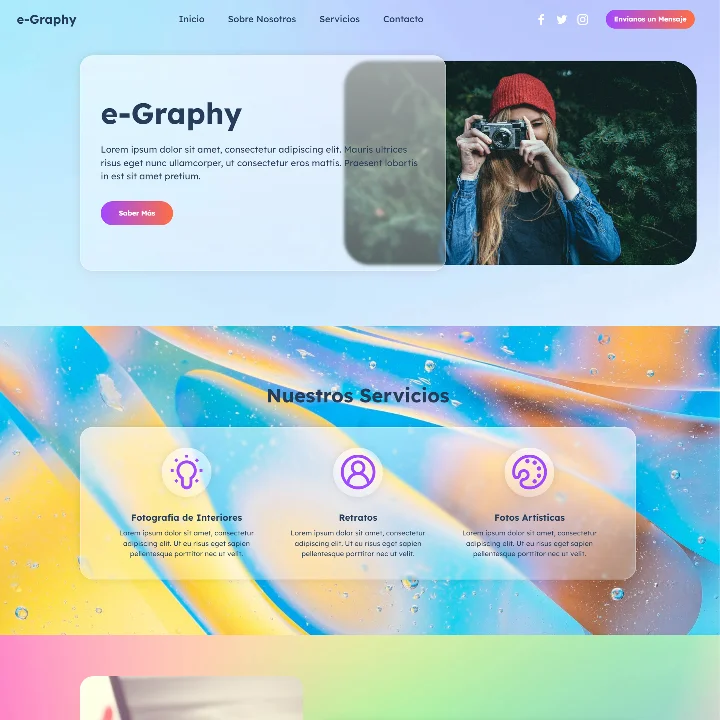 e-Graphy
Inicio
Sobre Nosotros
Servicios
Contacto
Envíanos un Mensaje
e-Graphy
Lorem ipsum dolor sit amet, consectetur adipiscing elit. Mauris ultrices
risus eget nunc ullamcorper, ut consectetur eros mattis. Praesent lobortis
in est sit amet pretium.
Saber Más
Nuestros Servicios
Fotografía de Interiores
Lorem ipsum dolor sit amet, consectetur
adipiscing elit. Ut eu risus eget sapien
pellentesque porttitor nec ut velit.
Retratos
Lorem ipsum dolor sit amet, consectetur
adipiscing elit. Ut eu risus eget sapien
pellentesque porttitor nec ut velit.
Fotos Artísticas
Lorem ipsum dolor sit amet, consectetur
adipiscing elit. Ut eu risus eget sapien
pellentesque porttitor nec ut velit.